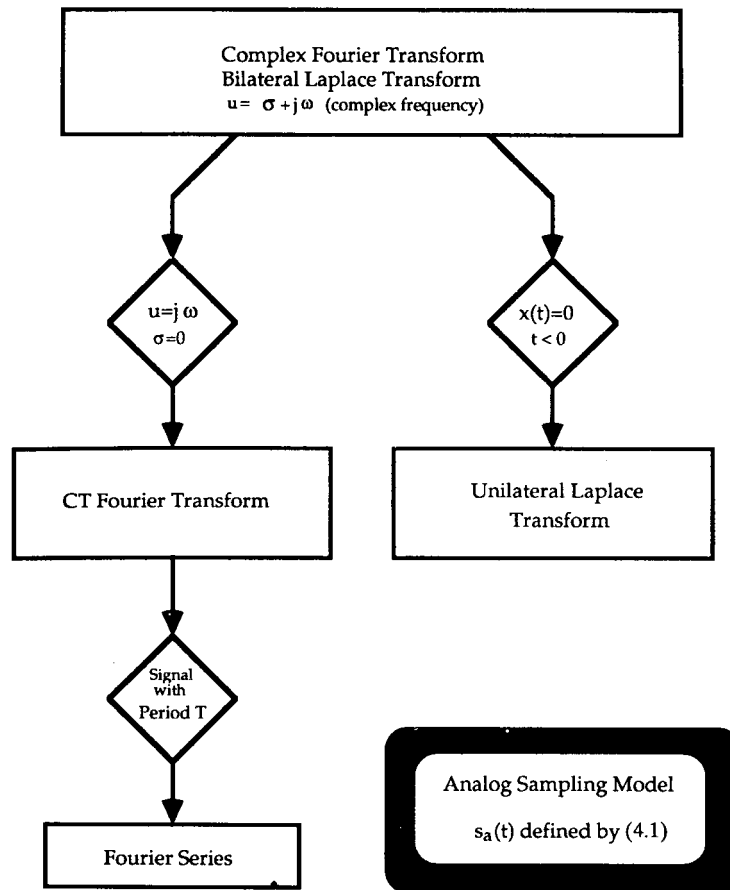 Complex Fourier Transform
Bilateral Laplace Transform
u = σ + j ω (complex frequency)
u=j ω
σ=0
x(t)=0
t < 0
CT Fourier Transform
Unilateral Laplace
Transform
Signal
with
Period T
Analog Sampling Model
sₐ(t) defined by (4.1)
Fourier Series